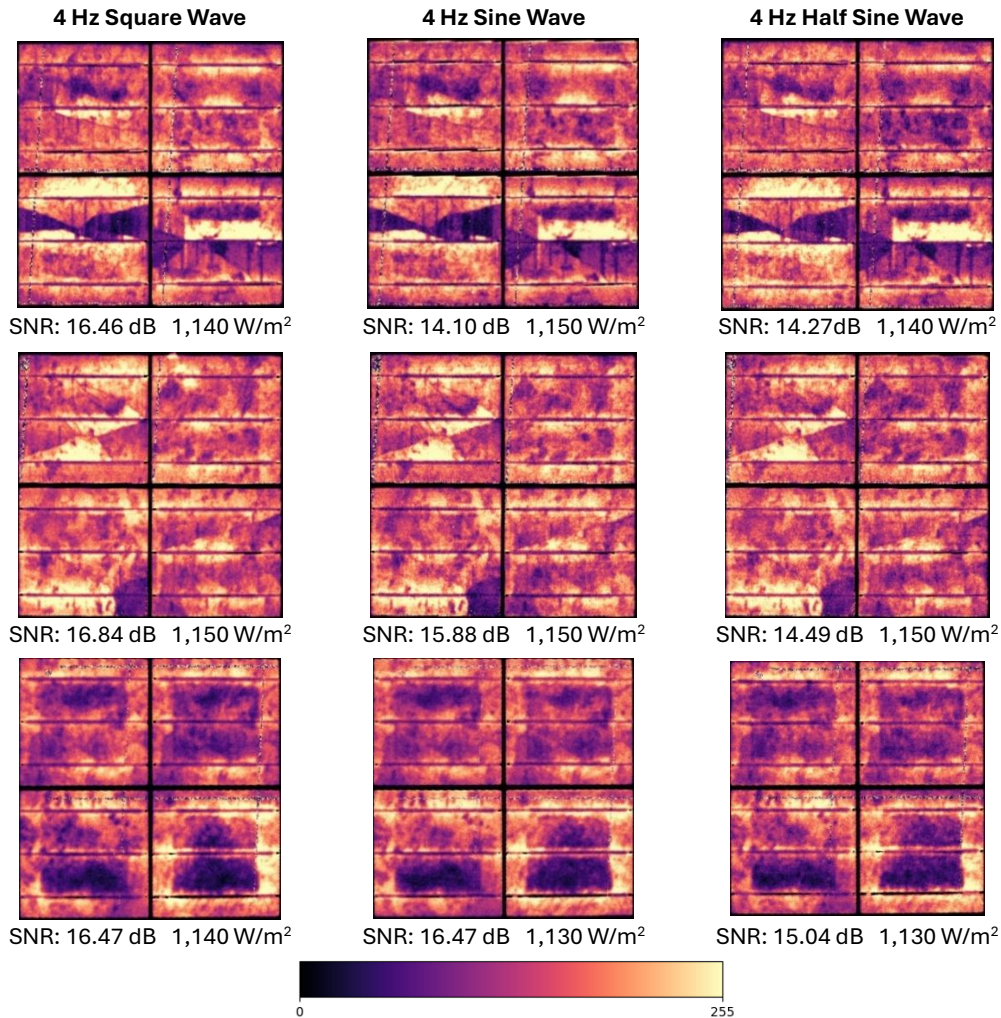 4 Hz Square Wave 4 Hz Sine Wave 4 Hz Half Sine Wave
SNR: 16.46 dB 1,140 W/m² SNR: 14.10 dB 1,150 W/m² SNR: 14.27dB 1,140 W/m²
SNR: 16.84 dB 1,150 W/m² SNR: 15.88 dB 1,150 W/m² SNR: 14.49 dB 1,150 W/m²
SNR: 16.47 dB 1,140 W/m² SNR: 16.47 dB 1,130 W/m² SNR: 15.04 dB 1,130 W/m²
0 255